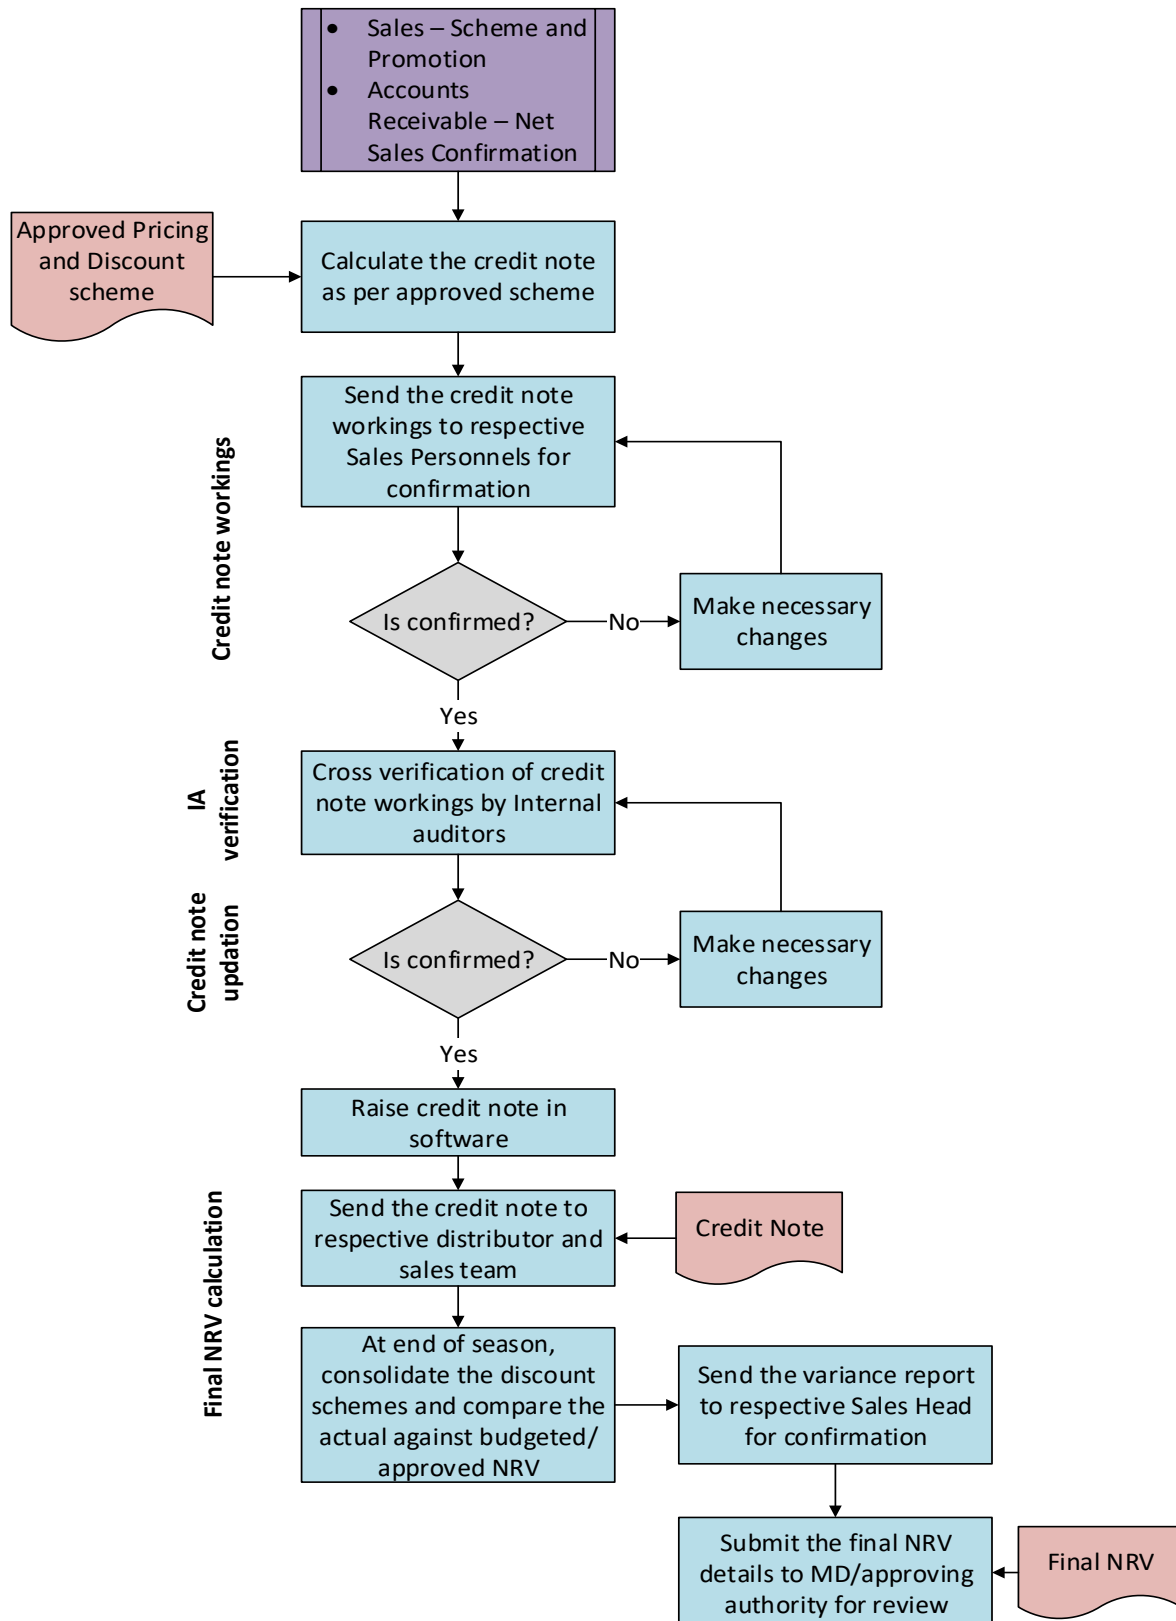 • Sales – Scheme and
Promotion
• Accounts
Receivable – Net
Sales Confirmation
Approved Pricing
and Discount
scheme
Calculate the credit note
as per approved scheme
Credit note workings
Send the credit note
workings to respective
Sales Personnels for
confirmation
Is confirmed?
No
Make necessary
changes
Yes
IA
verification
Cross verification of credit
note workings by Internal
auditors
Credit note
updation
Is confirmed?
No
Make necessary
changes
Yes
Raise credit note in
software
Final NRV calculation
Send the credit note to
respective distributor and
sales team
Credit Note
At end of season,
consolidate the discount
schemes and compare the
actual against budgeted/
approved NRV
Send the variance report
to respective Sales Head
for confirmation
Submit the final NRV
details to MD/approving
authority for review
Final NRV